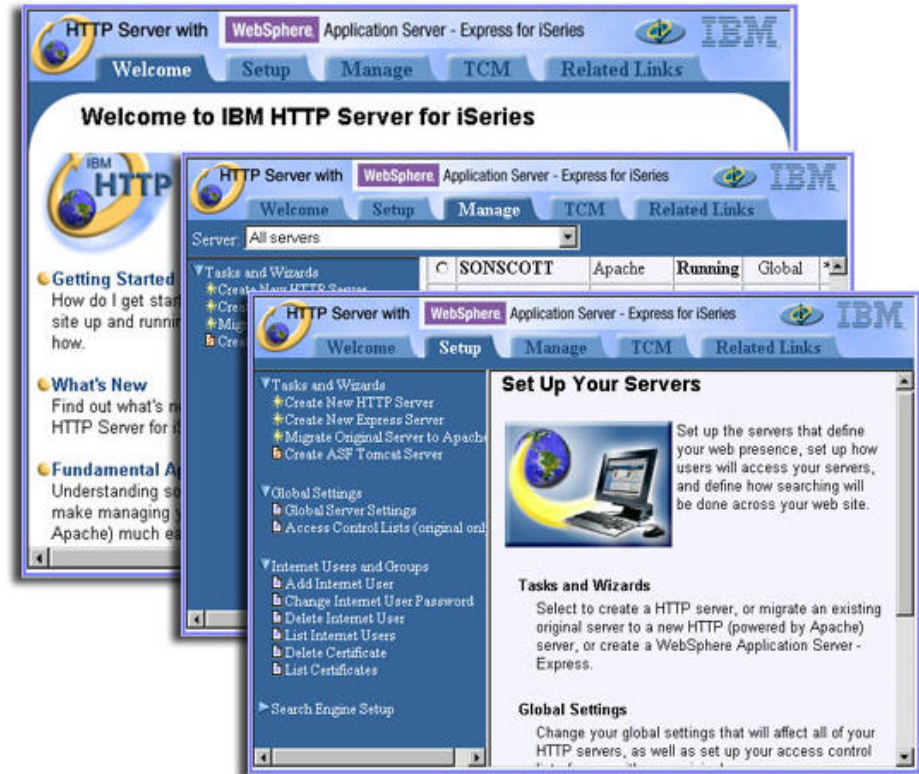 HTTP Server with WebSphere Application Server - Express for iSeries IBM
Welcome Setup Manage TCM Related Links
Welcome to IBM HTTP Server for iSeries
IBM
HTTP
Getting Started
How do I get
site up and
how.
What's New
Find out what's
HTTP Server for
Fundamental
Understanding
make managing
Apache) much
HTTP Server with WebSphere Application Server - Express for iSeries IBM
Welcome Setup Manage TCM Related Links
Server: All servers
Tasks and Wizards
Create New HTTP Server
SONSCOTT Apache Running Global *
HTTP Server with WebSphere Application Server - Express for iSeries IBM
Welcome Setup Manage TCM Related Links
Tasks and Wizards
Create New HTTP Server
Create New Express Server
Migrate Original Server to Apache
Create ASF Tomcat Server
Global Settings
Global Server Settings
Access Control Lists (original onl
Internet Users and Groups
Add Internet User
Change Internet User Password
Delete Internet User
List Internet Users
Delete Certificate
List Certificates
Search Engine Setup
Set Up Your Servers
Set up the servers that define
your web presence, set up how
users will access your servers,
and define how searching will
be done across your web site.
Tasks and Wizards
Select to create a HTTP server, or migrate an existing
original server to a new HTTP (powered by Apache)
server, or create a WebSphere Application Server -
Express.
Global Settings
Change your global settings that will affect all of your
HTTP servers, as well as set up your access control